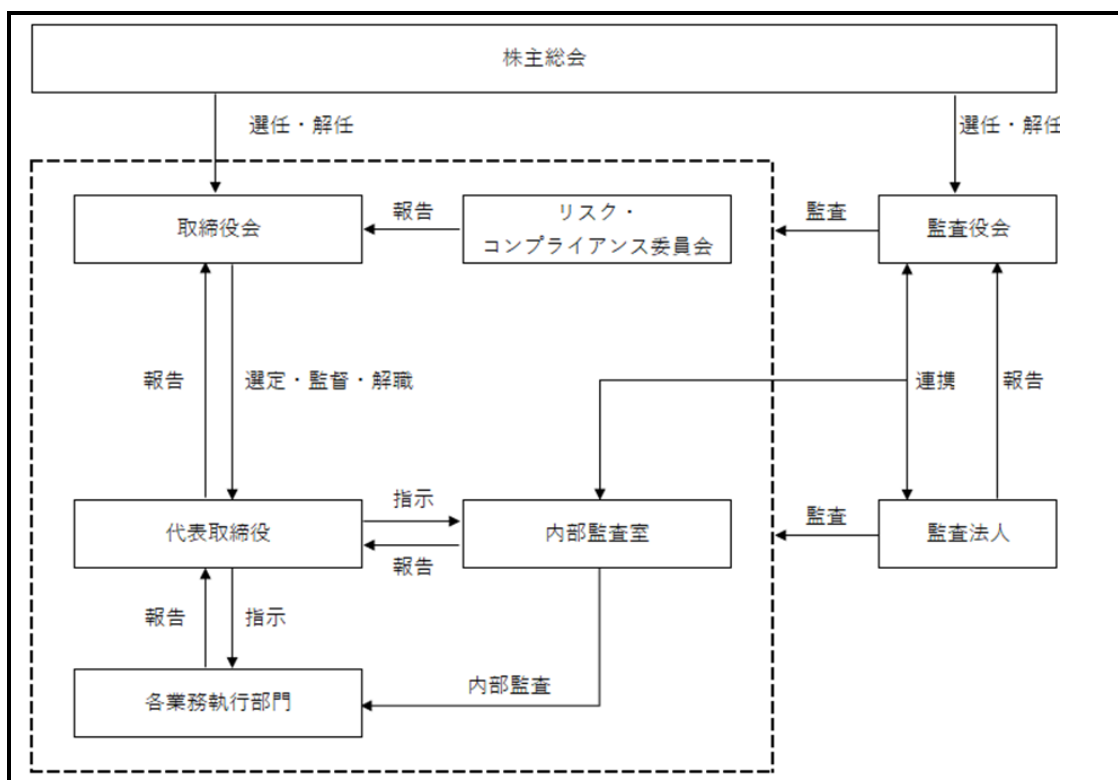 株主総会
選任・解任
選任・解任
取締役会
報告
リスク・
コンプライアンス委員会
監査
監査役会
報告
選定・監督・解職
連携
報告
代表取締役
指示
報告
内部監査室
監査
監査法人
報告
指示
各業務執行部門
内部監査